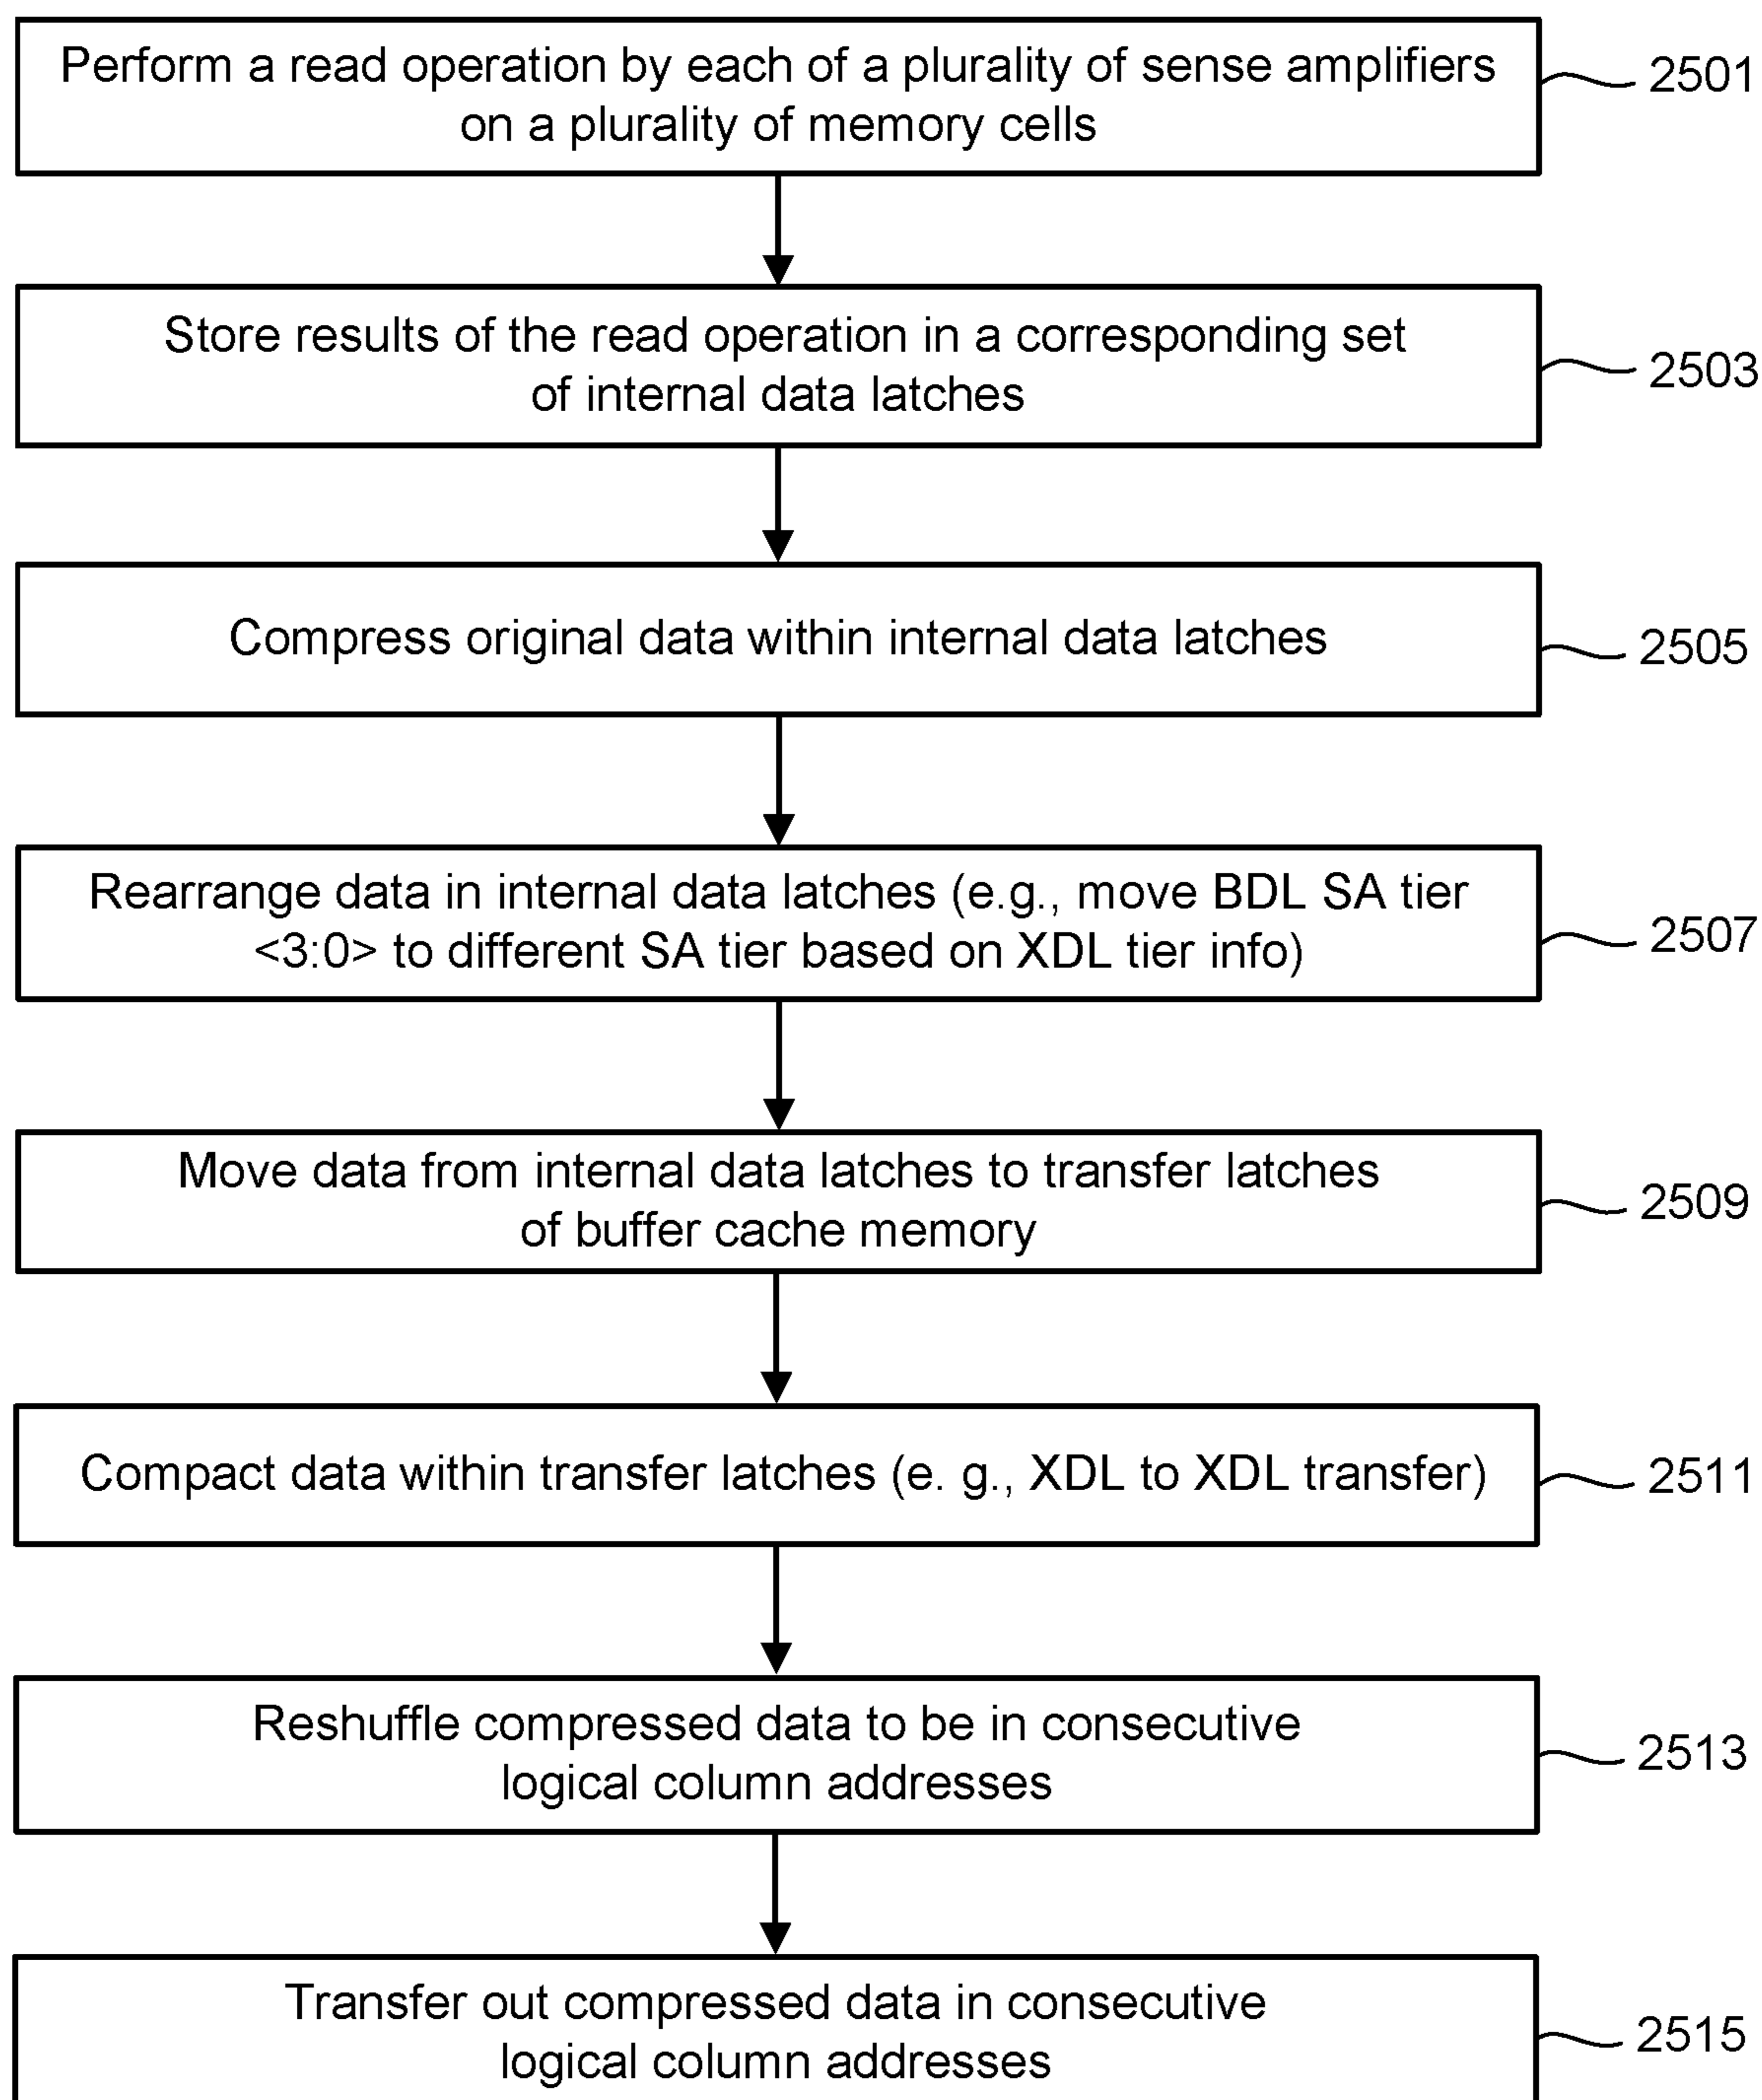 Perform a read operation by each of a plurality of sense amplifiers
on a plurality of memory cells
2501
Store results of the read operation in a corresponding set
of internal data latches
2503
Compress original data within internal data latches
2505
Rearrange data in internal data latches (e.g., move BDL SA tier
<3:0> to different SA tier based on XDL tier info)
2507
Move data from internal data latches to transfer latches
of buffer cache memory
2509
Compact data within transfer latches (e. g., XDL to XDL transfer)
2511
Reshuffle compressed data to be in consecutive
logical column addresses
2513
Transfer out compressed data in consecutive
logical column addresses
2515